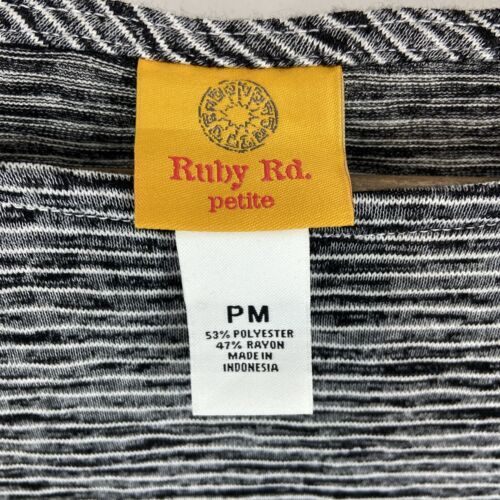 Ruby Rd.
petite
PM
53% POLYESTER
47% RAYON
MADE IN
INDONESIA